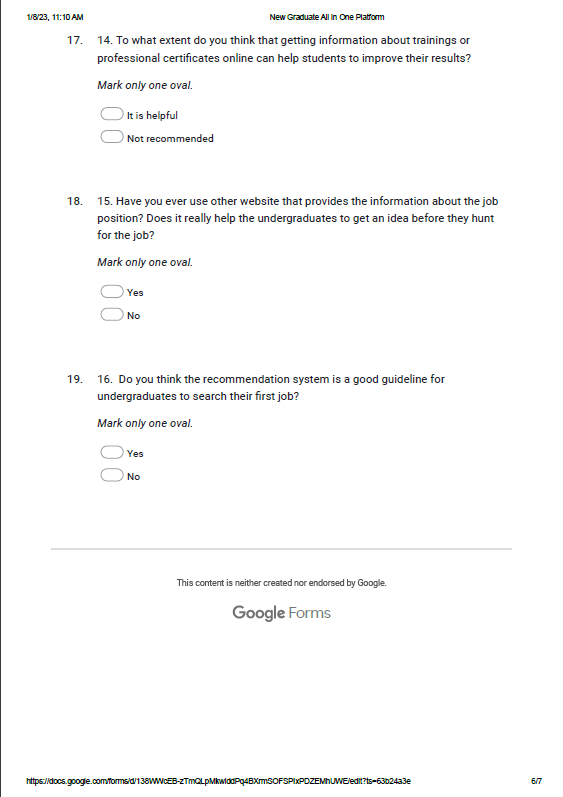 1/8/23, 11:10 AM New Graduate All In One Platform
17. 14. To what extent do you think that getting information about trainings or
professional certificates online can help students to improve their results?
Mark only one oval.
It is helpful
Not recommended
18. 15. Have you ever use other website that provides the information about the job
position? Does it really help the undergraduates to get an idea before they hunt
for the job?
Mark only one oval.
Yes
No
19. 16. Do you think the recommendation system is a good guideline for
undergraduates to search their first job?
Mark only one oval.
Yes
No
This content is neither created nor endorsed by Google.
Google Forms
https://docs.google.com/forms/d/138WWcEB-zTmQLpMkwIddPq4BXrmSOFSPIxPDZEMhUWE/edit?ts=63b24a3e 6/7